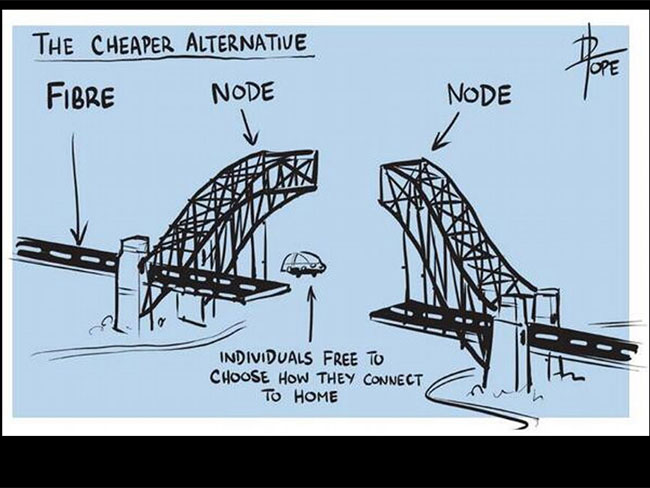 THE CHEAPER ALTERNATIVE
D POPE
FIBRE
NODE
NODE
INDIVIDUALS FREE TO
CHOOSE HOW THEY CONNECT
TO HOME